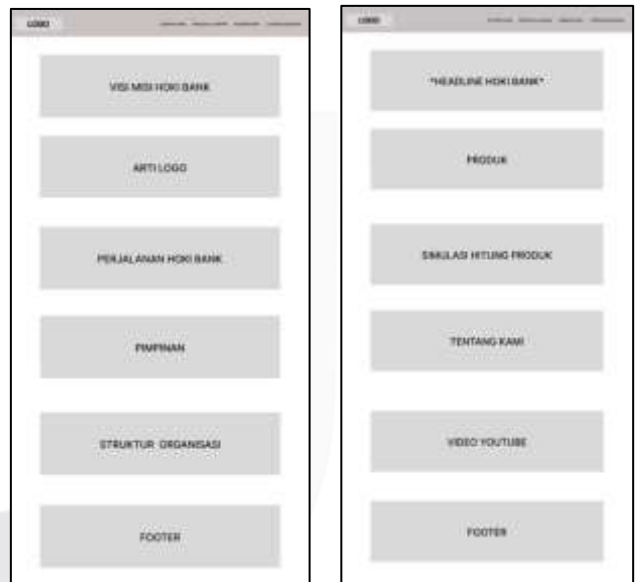 LOGO
VISI MISI HOKI BANK
ARTI LOGO
PERJALANAN HOKI BANK
PIMPINAN
STRUKTUR ORGANISASI
FOOTER
LOGO
"HEADLINE HOKI BANK"
PRODUK
SIMULASI HITUNG PRODUK
TENTANG KAMI
VIDEO YOUTUBE
FOOTER